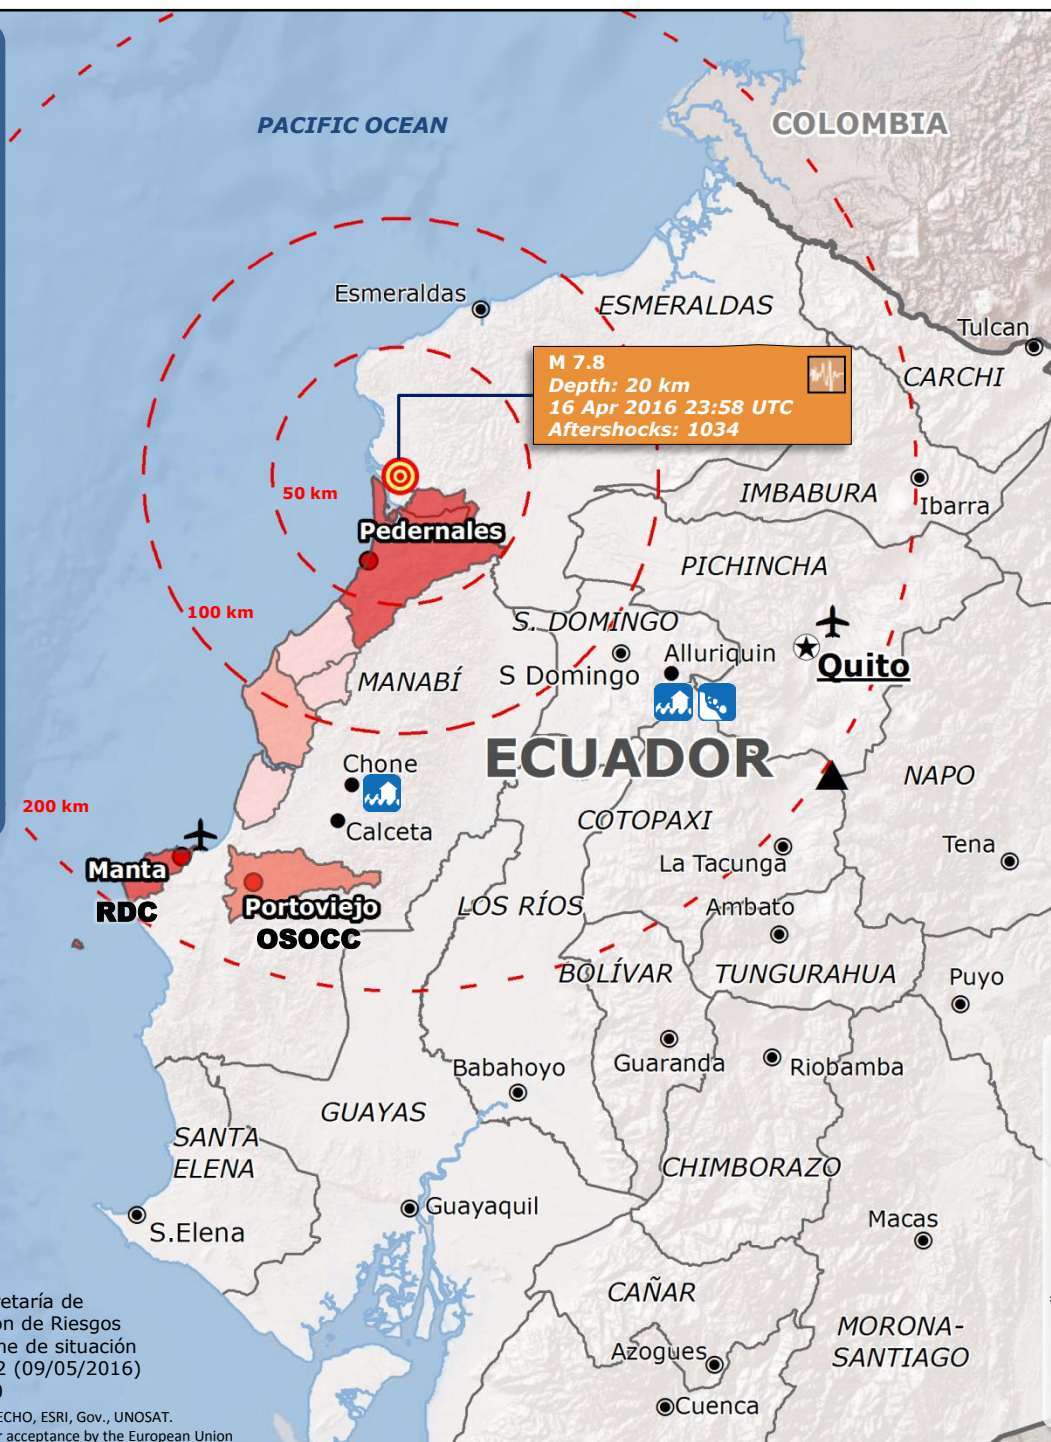 PACIFIC OCEAN
COLOMBIA
Esmeraldas
ESMERALDAS
Tulcan
M 7.8
Depth: 20 km
16 Apr 2016 23:58 UTC
Aftershocks: 1034
CARCHI
50 km
IMBABURA
Ibarra
Pedernales
PICHINCHA
100 km
S. DOMINGO
Alluriquin
S Domingo
Quito
MANABÍ
ECUADOR
Chone
NAPO
200 km
COTOPAXI
Calceta
Tena
La Tacunga
Manta
RDC
Portoviejo
OSOCC
LOS RÍOS
Ambato
BOLÍVAR
TUNGURAHUA
Puyo
Babahoyo
Guaranda
Riobamba
GUAYAS
SANTA
ELENA
CHIMBORAZO
Guayaquil
S.Elena
Macas
CAÑAR
retaría de
ón de Riesgos
me de situación
2 (09/05/2016)
MORONA-
SANTIAGO
Azogues
Cuenca
ECHO, ESRI, Gov., UNOSAT.
r acceptance by the European Union